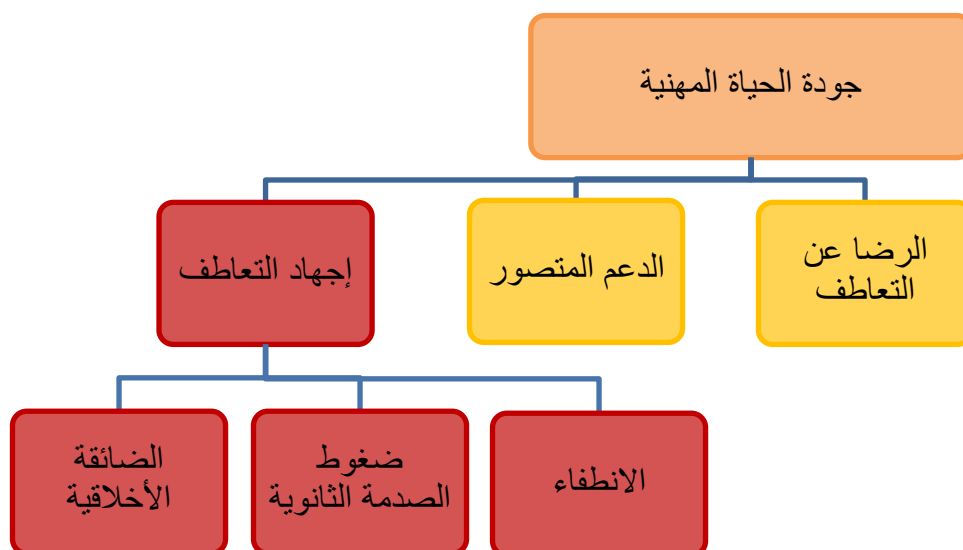 جودة الحياة المهنية
الرضا عن
التعاطف
الدعم المتصور
إجهاد التعاطف
الانطفاء
ضغوط
الصدمة الثانوية
الضائقة
الأخلاقية